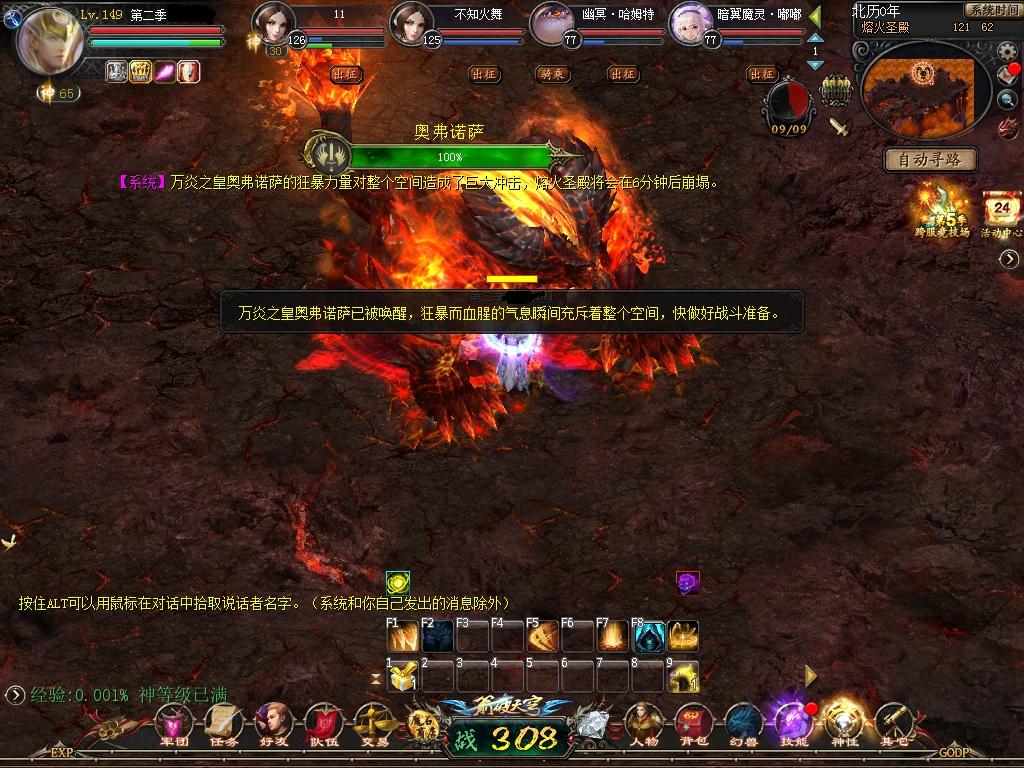 Lv.149 第二季
65
11
126
30
不知火舞
125
幽冥·哈姆特
77
暗翼魔灵·嘟嘟
77
1
北历0年
系统时间
熔火圣殿 121 62
出征
出征
骑乘
出征
出征
09/09
自动寻路
奥弗诺萨
100%
【系统】万炎之皇奥弗诺萨的狂暴力量对整个空间造成了巨大冲击，熔火圣殿将会在6分钟后崩塌。
第5季
跨服竞技场
24
活动中心
万炎之皇奥弗诺萨已被唤醒，狂暴而血腥的气息瞬间充斥着整个空间，快做好战斗准备。
按住ALT可以用鼠标在对话中拾取说话者名字。（系统和你自己发出的消息除外）
F1 F2 F3 F4 F5 F6 F7 F8
1 2 3 4 5 6 7 8 9
1 1
经验:0.001% 神等级已满
军团 任务 好友 队伍 交易
战 308
人物 背包 幻兽 技能 神性 其它
EXP
GODP